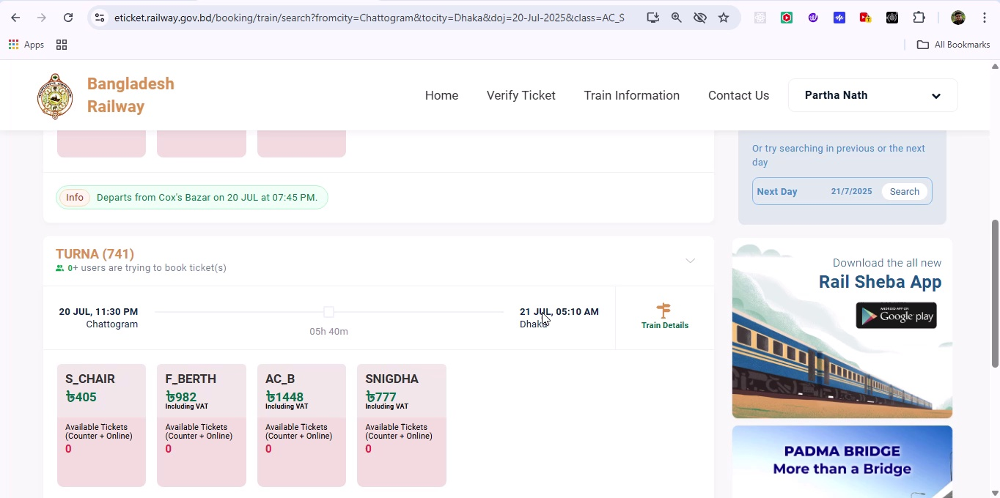 eticket.railway.gov.bd/booking/train/search?fromcity=Chattogram&tocity=Dhaka&doj=20-Jul-2025&class=AC_S
Apps
All Bookmarks
Bangladesh
Railway
Home
Verify Ticket
Train Information
Contact Us
Partha Nath
Or try searching in previous or the next
day
Next Day 21/7/2025 Search
Info Departs from Cox's Bazar on 20 JUL at 07:45 PM.
TURNA (741)
0+ users are trying to book ticket(s)
20 JUL, 11:30 PM
Chattogram
05h 40m
21 JUL, 05:10 AM
Dhaka
Train Details
S_CHAIR
৳405
Available Tickets
(Counter + Online)
0
F_BERTH
৳982
Including VAT
Available Tickets
(Counter + Online)
0
AC_B
৳1448
Including VAT
Available Tickets
(Counter + Online)
0
SNIGDHA
৳777
Including VAT
Available Tickets
(Counter + Online)
0
Download the all new
Rail Sheba App
ANDROID APP ON
Google play
PADMA BRIDGE
More than a Bridge